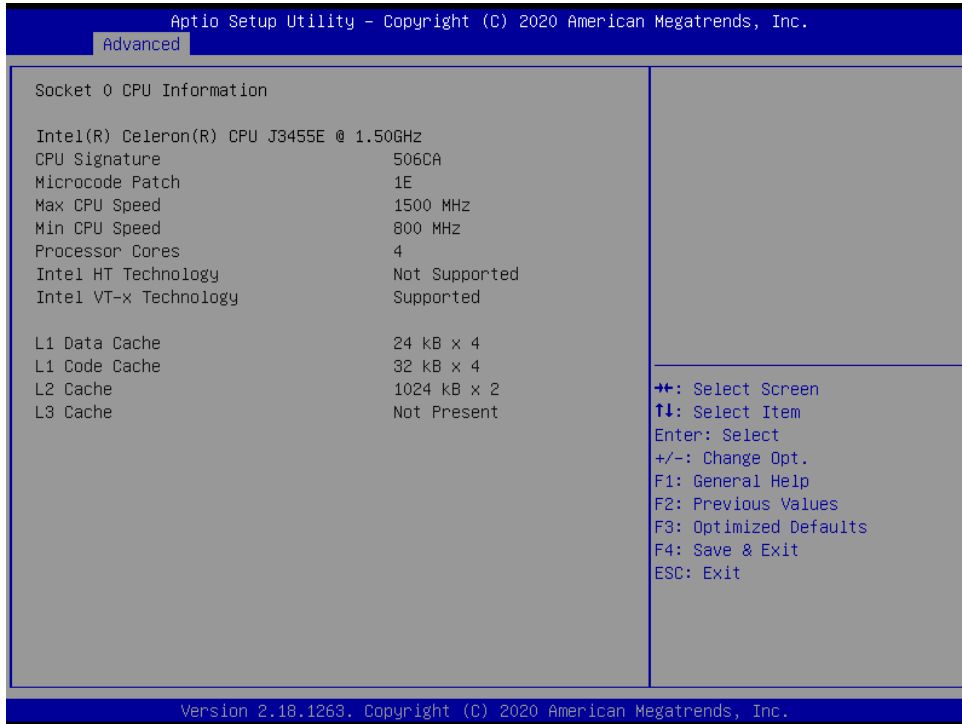 Aptio Setup Utility – Copyright (C) 2020 American Megatrends, Inc.
Advanced
Socket 0 CPU Information
Intel(R) Celeron(R) CPU J3455E @ 1.50GHz
CPU Signature 506CA
Microcode Patch 1E
Max CPU Speed 1500 MHz
Min CPU Speed 800 MHz
Processor Cores 4
Intel HT Technology Not Supported
Intel VT-x Technology Supported
L1 Data Cache 24 kB x 4
L1 Code Cache 32 kB x 4
L2 Cache 1024 kB x 2
L3 Cache Not Present
→←: Select Screen
↑↓: Select Item
Enter: Select
+/-: Change Opt.
F1: General Help
F2: Previous Values
F3: Optimized Defaults
F4: Save & Exit
ESC: Exit
Version 2.18.1263. Copyright (C) 2020 American Megatrends, Inc.